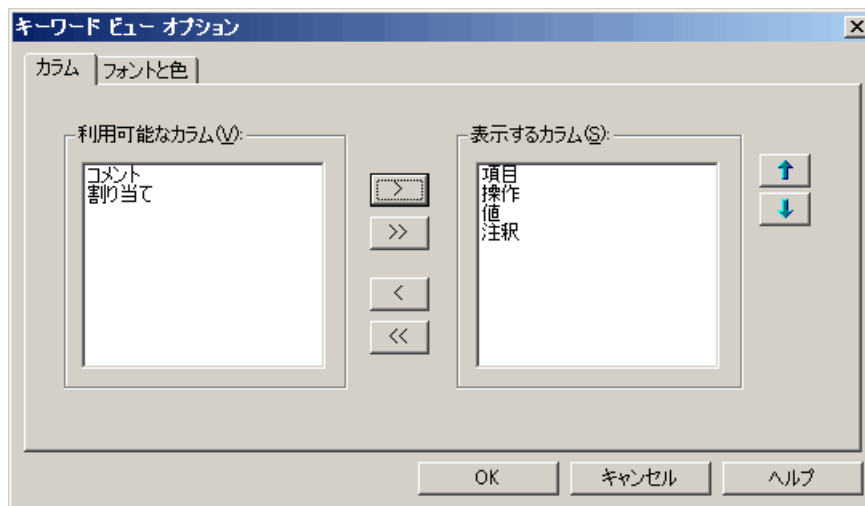 キーワード ビュー オプション
カラム
フォントと色
利用可能なカラム(V):
コメント
割り当て
>
>>
<
<<
表示するカラム(S):
項目
操作
値
注釈
OK
キャンセル
ヘルプ